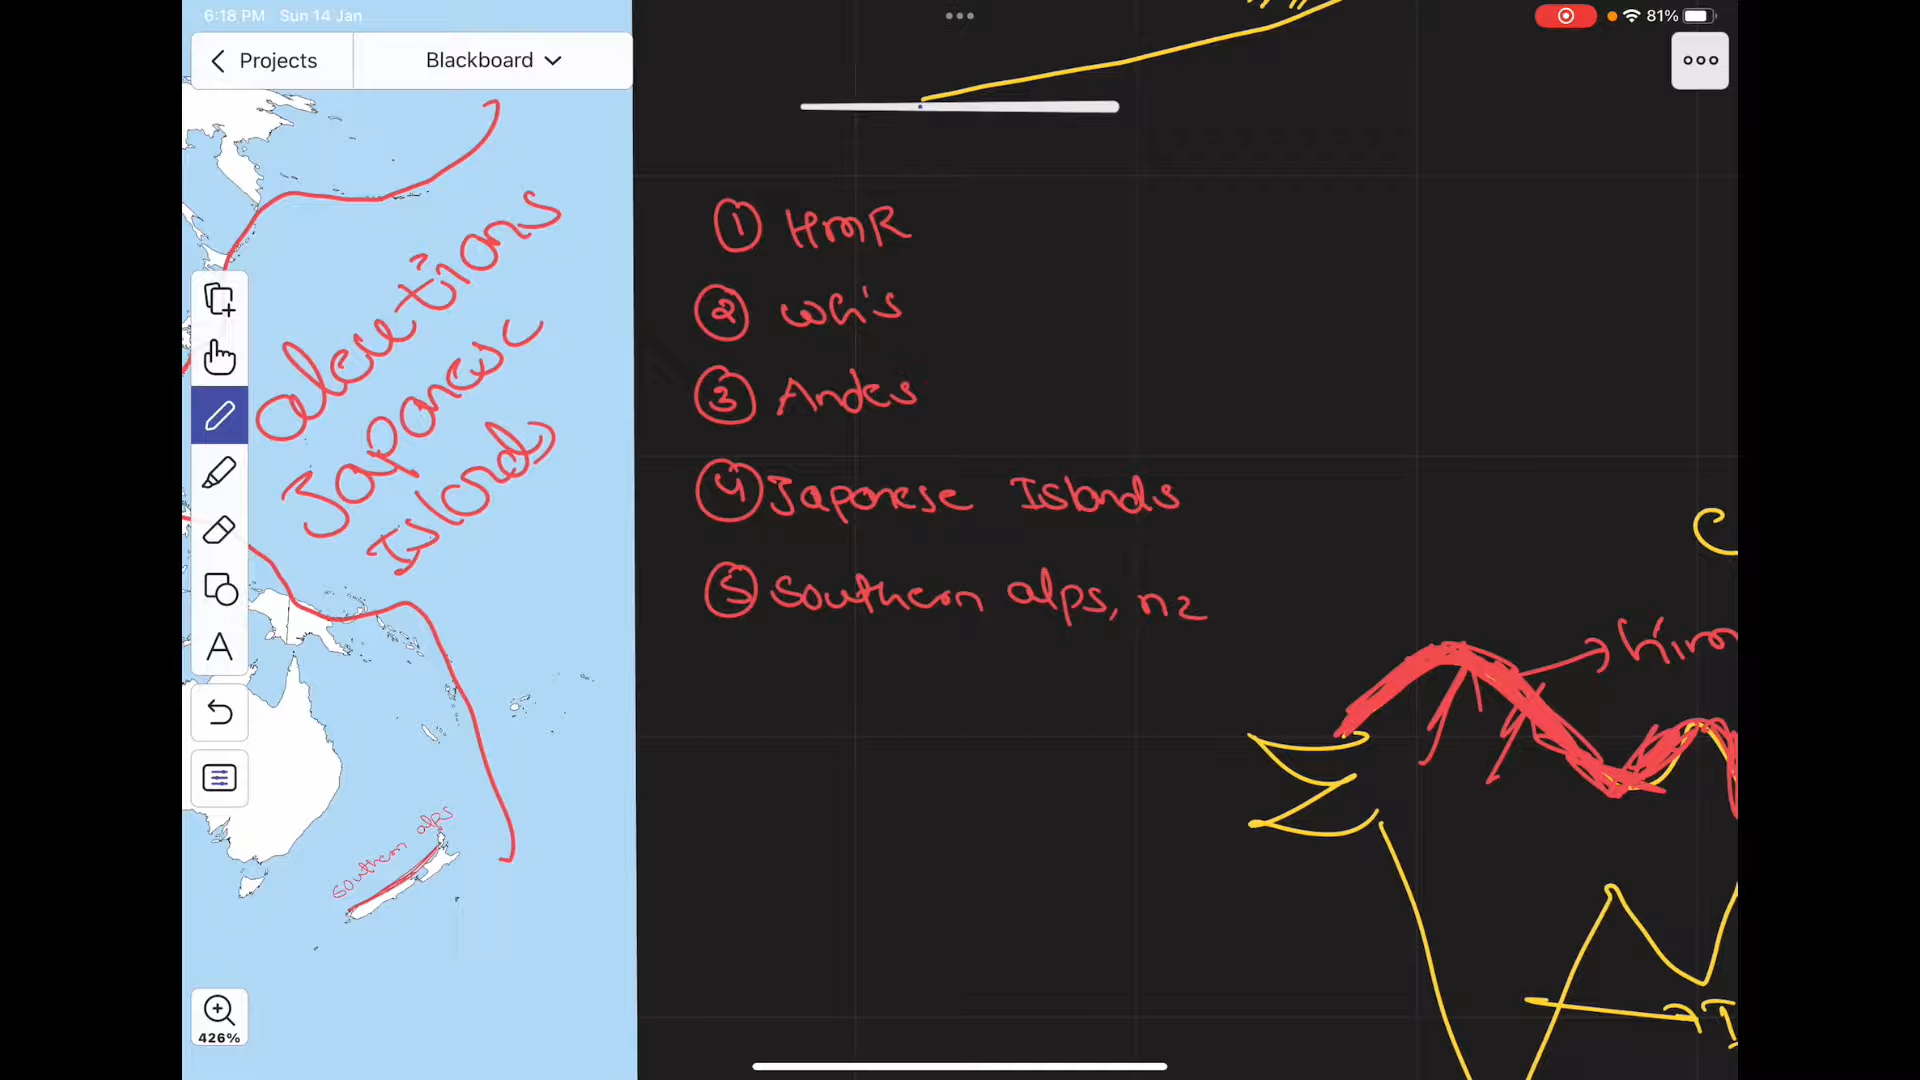 6:18 PM Sun 14 Jan
81%
Projects
Blackboard
aleutions
Japanese
Islands
① HMR
② Wh's
③ Andes
④ Japanese Islands
⑤ Southern alps, nz
Southern alps
A
426%